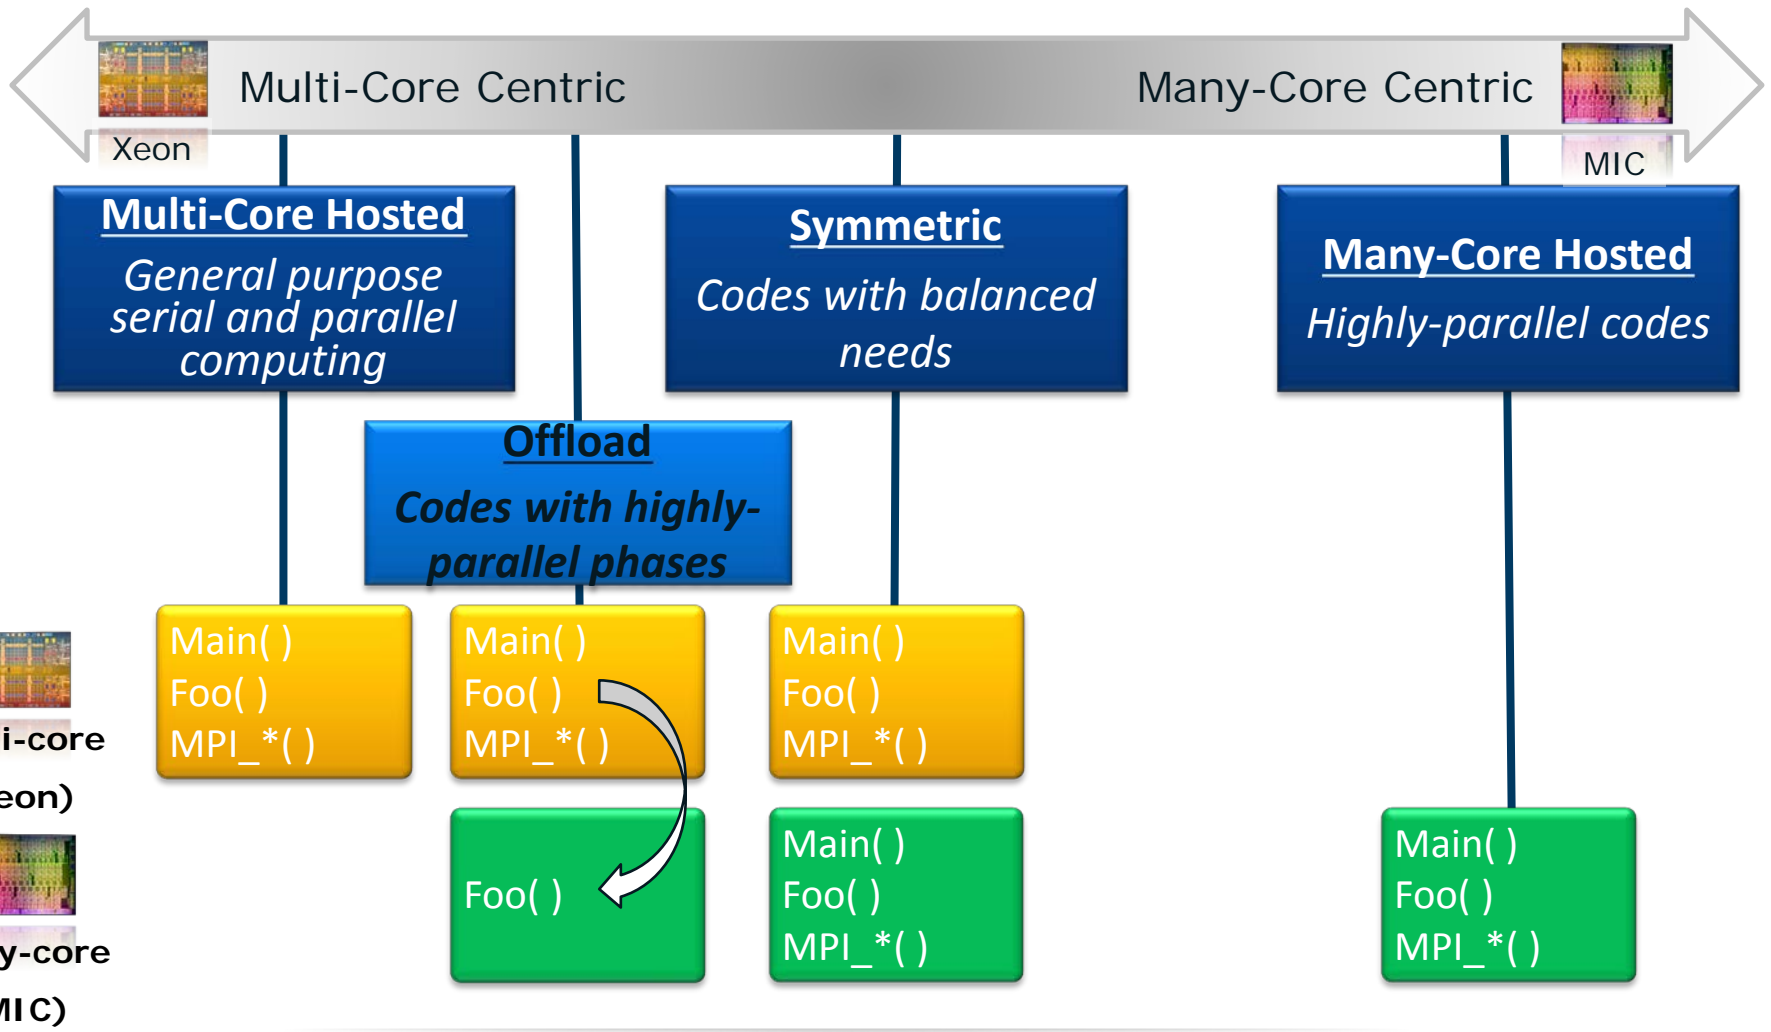 Multi-Core Centric
Many-Core Centric
Xeon
MIC
Multi-Core Hosted
General purpose
serial and parallel
computing
Symmetric
Codes with balanced
needs
Many-Core Hosted
Highly-parallel codes
Offload
Codes with highly-
parallel phases
Main( )
Foo( )
MPI_*( )
Main( )
Foo( )
MPI_*( )
Main( )
Foo( )
MPI_*( )
i-core
eon)
Foo( )
Main( )
Foo( )
MPI_*( )
Main( )
Foo( )
MPI_*( )
y-core
MIC)